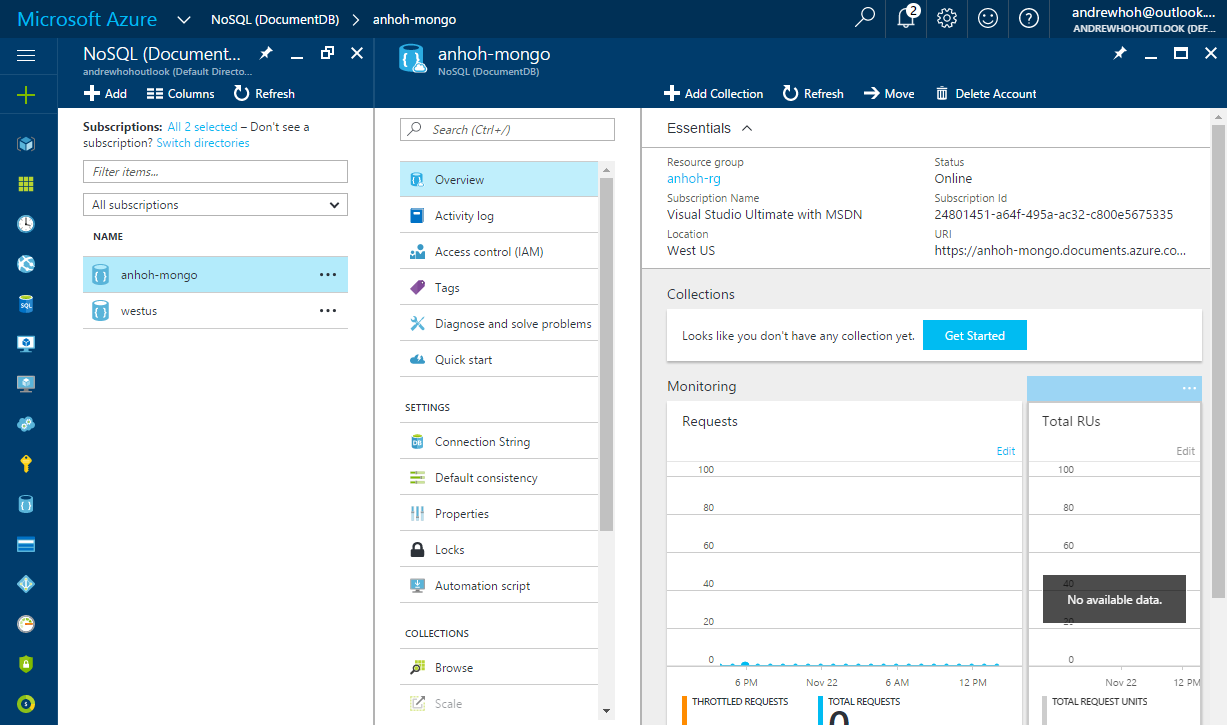 Microsoft Azure
NoSQL (DocumentDB) > anhoh-mongo
2
andrewhoh@outlook....
ANDREWHOHOUTLOOK (DEF...
NoSQL (Document...
andrewhohoutlook (Default Directo...
Add
Columns
Refresh
Subscriptions: All 2 selected – Don't see a
subscription? Switch directories
Filter items...
All subscriptions
NAME
anhoh-mongo ...
westus ...
anhoh-mongo
NoSQL (DocumentDB)
Add Collection
Refresh
Move
Delete Account
Search (Ctrl+/)
Overview
Activity log
Access control (IAM)
Tags
Diagnose and solve problems
Quick start
SETTINGS
Connection String
Default consistency
Properties
Locks
Automation script
COLLECTIONS
Browse
Scale
Essentials
Resource group
anhoh-rg
Subscription Name
Visual Studio Ultimate with MSDN
Location
West US
Status
Online
Subscription Id
24801451-a64f-495a-ac32-c800e5675335
URI
https://anhoh-mongo.documents.azure.co...
Collections
Looks like you don't have any collection yet.
Get Started
Monitoring
Requests
Edit
100
80
60
40
20
0
6 PM
Nov 22
6 AM
12 PM
THROTTLED REQUESTS
TOTAL REQUESTS
0
...
Total RUs
Edit
100
80
60
40
No available data.
20
0
Nov 22
12 PM
TOTAL REQUEST UNITS